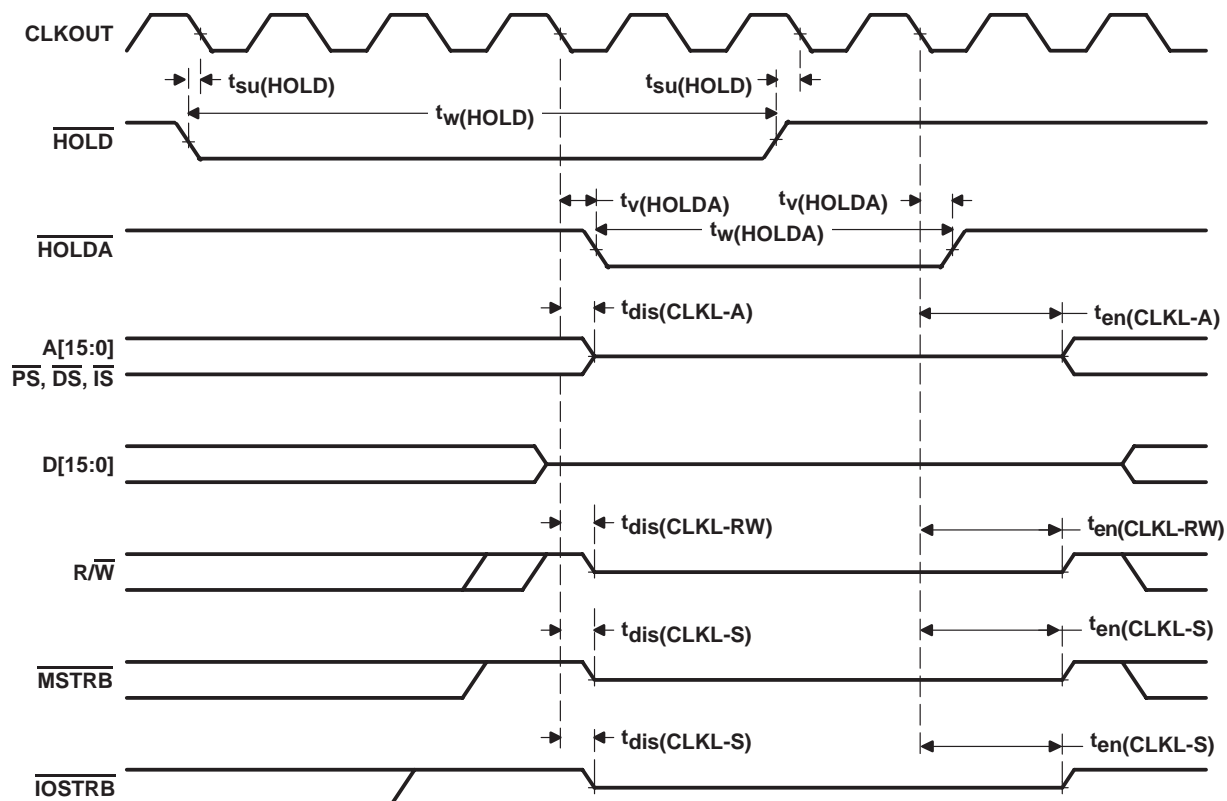 CLKOUT
tsu(HOLD) tsu(HOLD)
tw(HOLD)
HOLD
tv(HOLDA) tv(HOLDA)
tw(HOLDA)
HOLDA
tdis(CLKL-A) ten(CLKL-A)
A[15:0]
PS, DS, IS
D[15:0]
tdis(CLKL-RW) ten(CLKL-RW)
R/W
tdis(CLKL-S) ten(CLKL-S)
MSTRB
tdis(CLKL-S) ten(CLKL-S)
IOSTRB